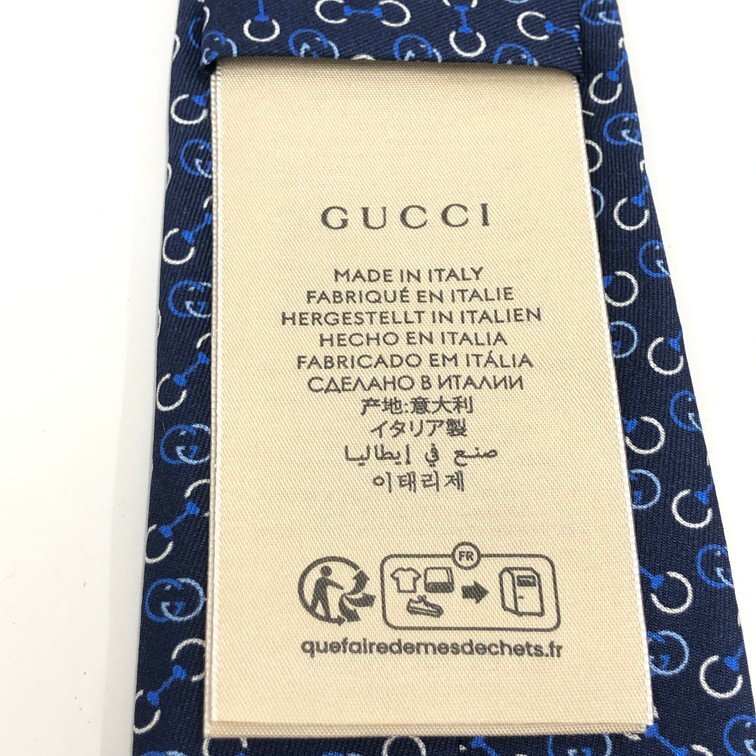 GUCCI
MADE IN ITALY
FABRIQUÉ EN ITALIE
HERGESTELLT IN ITALIEN
HECHO EN ITALIA
FABRICADO EM ITÁLIA
СДЕЛАНО В ИТАЛИИ
产地:意大利
イタリア製
صنع في إيطاليا
이태리제
FR
quefairedemesdechets.fr